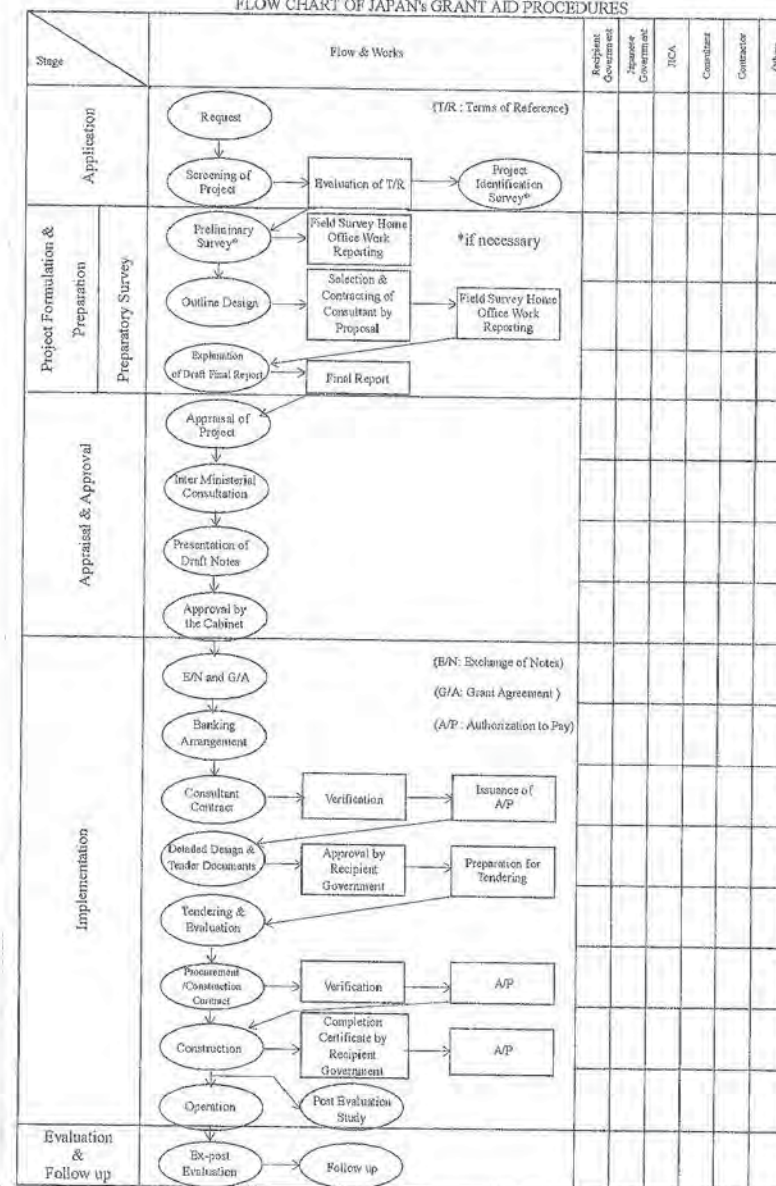 FLOW CHART OF JAPAN's GRANT AID PROCEDURES
Stage
Flow & Works
Recipient
Government
Japanese
Government
JICA
Consultant
Contractor
Application
Request
(T/R : Terms of Reference)
Screening of
Project
Evaluation of T/R
Project
Identification
Survey*
Project Formulation &
Preparation
Preparatory Survey
Preliminary
Survey*
Field Survey Home
Office Work
Reporting
*if necessary
Outline Design
Selection &
Contracting of
Consultant by
Proposal
Field Survey Home
Office Work
Reporting
Explanation
of Draft Final Report
Final Report
Appraisal & Approval
Appraisal of
Project
Inter Ministerial
Consultation
Presentation of
Draft Notes
Approval by
the Cabinet
Implementation
E/N and G/A
(E/N: Exchange of Notes)
(G/A: Grant Agreement )
(A/P : Authorization to Pay)
Banking
Arrangement
Consultant
Contract
Verification
Issuance of
A/P
Detailed Design &
Tender Documents
Approval by
Recipient
Government
Preparation for
Tendering
Tendering &
Evaluation
Procurement
/Construction
Contract
Verification
A/P
Construction
Completion
Certificate by
Recipient
Government
A/P
Operation
Post Evaluation
Study
Evaluation
&
Follow up
Ex-post
Evaluation
Follow up